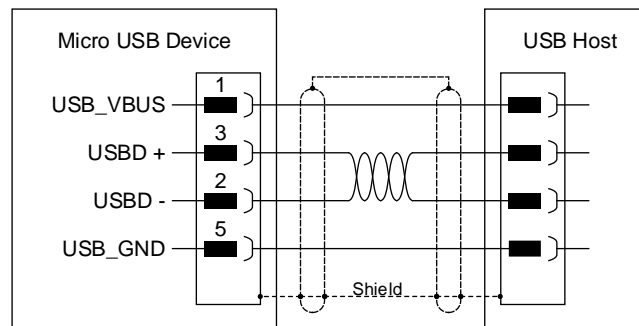 Micro USB Device
USB Host
USB_VBUS 1
USBD + 3
USBD - 2
USB_GND 5
Shield